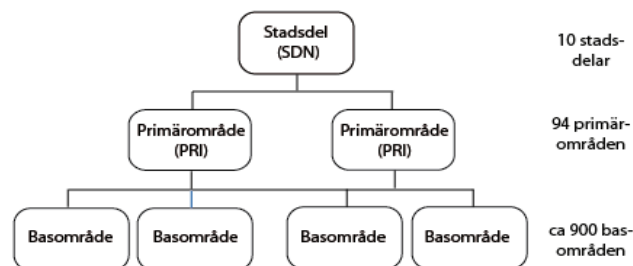 Stadsdel
(SDN)
10 stads-
delar
Primärområde
(PRI)
Primärområde
(PRI)
94 primär-
områden
Basområde
Basområde
Basområde
Basområde
ca 900 bas-
områden